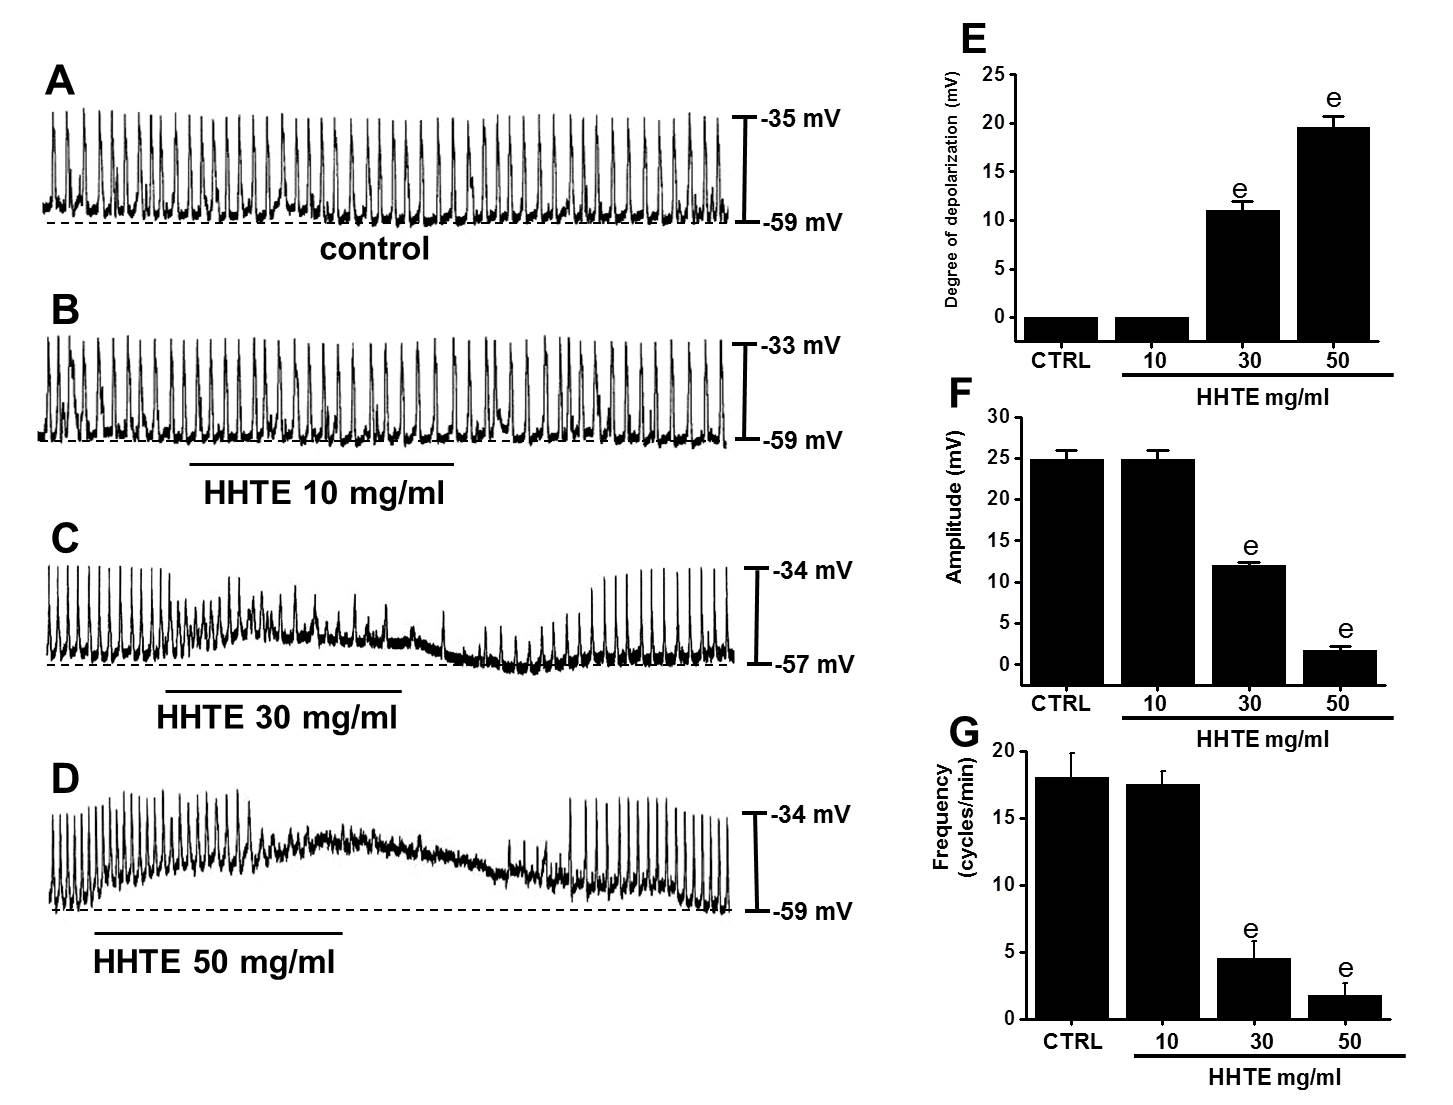 A
-35 mV
-59 mV
control
B
-33 mV
-59 mV
HHTE 10 mg/ml
C
-34 mV
-57 mV
HHTE 30 mg/ml
D
-34 mV
-59 mV
HHTE 50 mg/ml
E
Degree of depolarization (mV)
25
20
15
10
5
0
e
e
CTRL 10 30 50
HHTE mg/ml
F
Amplitude (mV)
30
25
20
15
10
5
0
e
e
CTRL 10 30 50
HHTE mg/ml
G
Frequency
(cycles/min)
20
15
10
5
0
e
e
CTRL 10 30 50
HHTE mg/ml